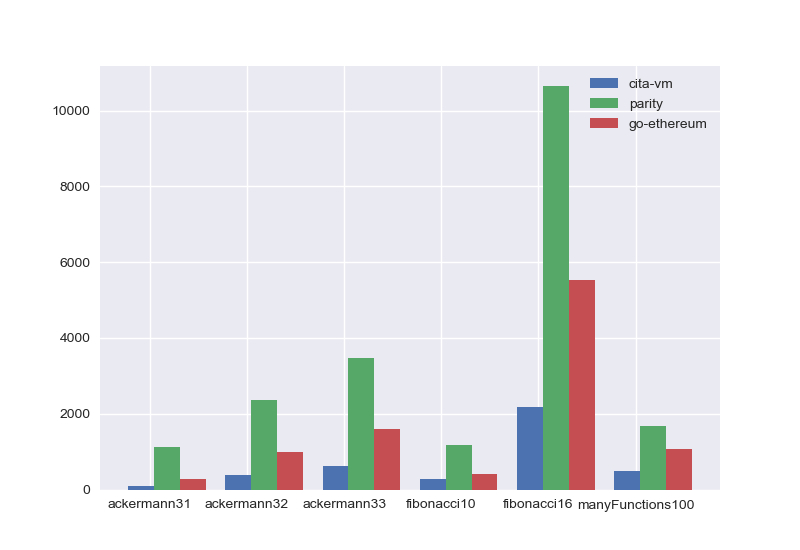 cita-vm
parity
go-ethereum
10000
8000
6000
4000
2000
0
ackermann31 ackermann32 ackermann33 fibonacci10 fibonacci16 manyFunctions100